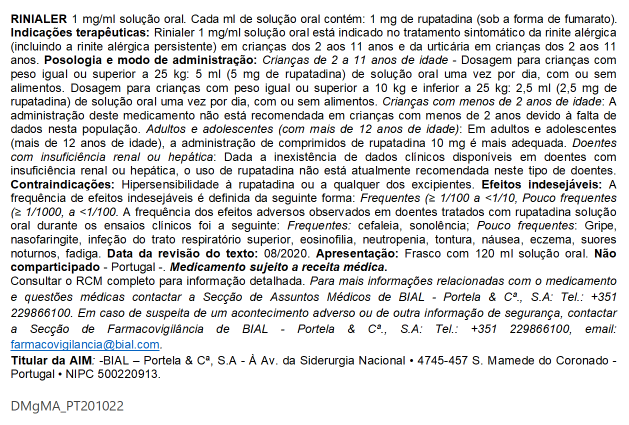 RINIALER 1 mg/ml solução oral. Cada ml de solução oral contém: 1 mg de rupatadina (sob a forma de fumarato).
Indicações terapêuticas: Rinialer 1 mg/ml solução oral está indicado no tratamento sintomático da rinite alérgica
(incluindo a rinite alérgica persistente) em crianças dos 2 aos 11 anos e da urticária em crianças dos 2 aos 11
anos. Posologia e modo de administração: Crianças de 2 a 11 anos de idade - Dosagem para crianças com
peso igual ou superior a 25 kg: 5 ml (5 mg de rupatadina) de solução oral uma vez por dia, com ou sem
alimentos. Dosagem para crianças com peso igual ou superior a 10 kg e inferior a 25 kg: 2,5 ml (2,5 mg de
rupatadina) de solução oral uma vez por dia, com ou sem alimentos. Crianças com menos de 2 anos de idade: A
administração deste medicamento não está recomendada em crianças com menos de 2 anos devido à falta de
dados nesta população. Adultos e adolescentes (com mais de 12 anos de idade): Em adultos e adolescentes
(mais de 12 anos de idade), a administração de comprimidos de rupatadina 10 mg é mais adequada. Doentes
com insuficiência renal ou hepática: Dada a inexistência de dados clínicos disponíveis em doentes com
insuficiência renal ou hepática, o uso de rupatadina não está atualmente recomendada neste tipo de doentes.
Contraindicações: Hipersensibilidade à rupatadina ou a qualquer dos excipientes. Efeitos indesejáveis: A
frequência de efeitos indesejáveis é definida da seguinte forma: Frequentes (≥ 1/100 a <1/10, Pouco frequentes
(≥ 1/1000, a <1/100. A frequência dos efeitos adversos observados em doentes tratados com rupatadina solução
oral durante os ensaios clínicos foi a seguinte: Frequentes: cefaleia, sonolência; Pouco frequentes: Gripe,
nasofaringite, infeção do trato respiratório superior, eosinofilia, neutropenia, tontura, náusea, eczema, suores
noturnos, fadiga. Data da revisão do texto: 08/2020. Apresentação: Frasco com 120 ml solução oral. Não
comparticipado - Portugal -. Medicamento sujeito a receita médica.
Consultar o RCM completo para informação detalhada. Para mais informações relacionadas com o medicamento
e questões médicas contactar a Secção de Assuntos Médicos de BIAL - Portela & Cª., S.A: Tel.: +351
229866100. Em caso de suspeita de um acontecimento adverso ou de outra informação de segurança, contactar
a Secção de Farmacovigilância de BIAL - Portela & Cª., S.A: Tel.: +351 229866100, email:
farmacovigilancia@bial.com.
Titular da AIM: -BIAL – Portela & Cª, S.A - À Av. da Siderurgia Nacional • 4745-457 S. Mamede do Coronado -
Portugal • NIPC 500220913.
DMgMA_PT201022